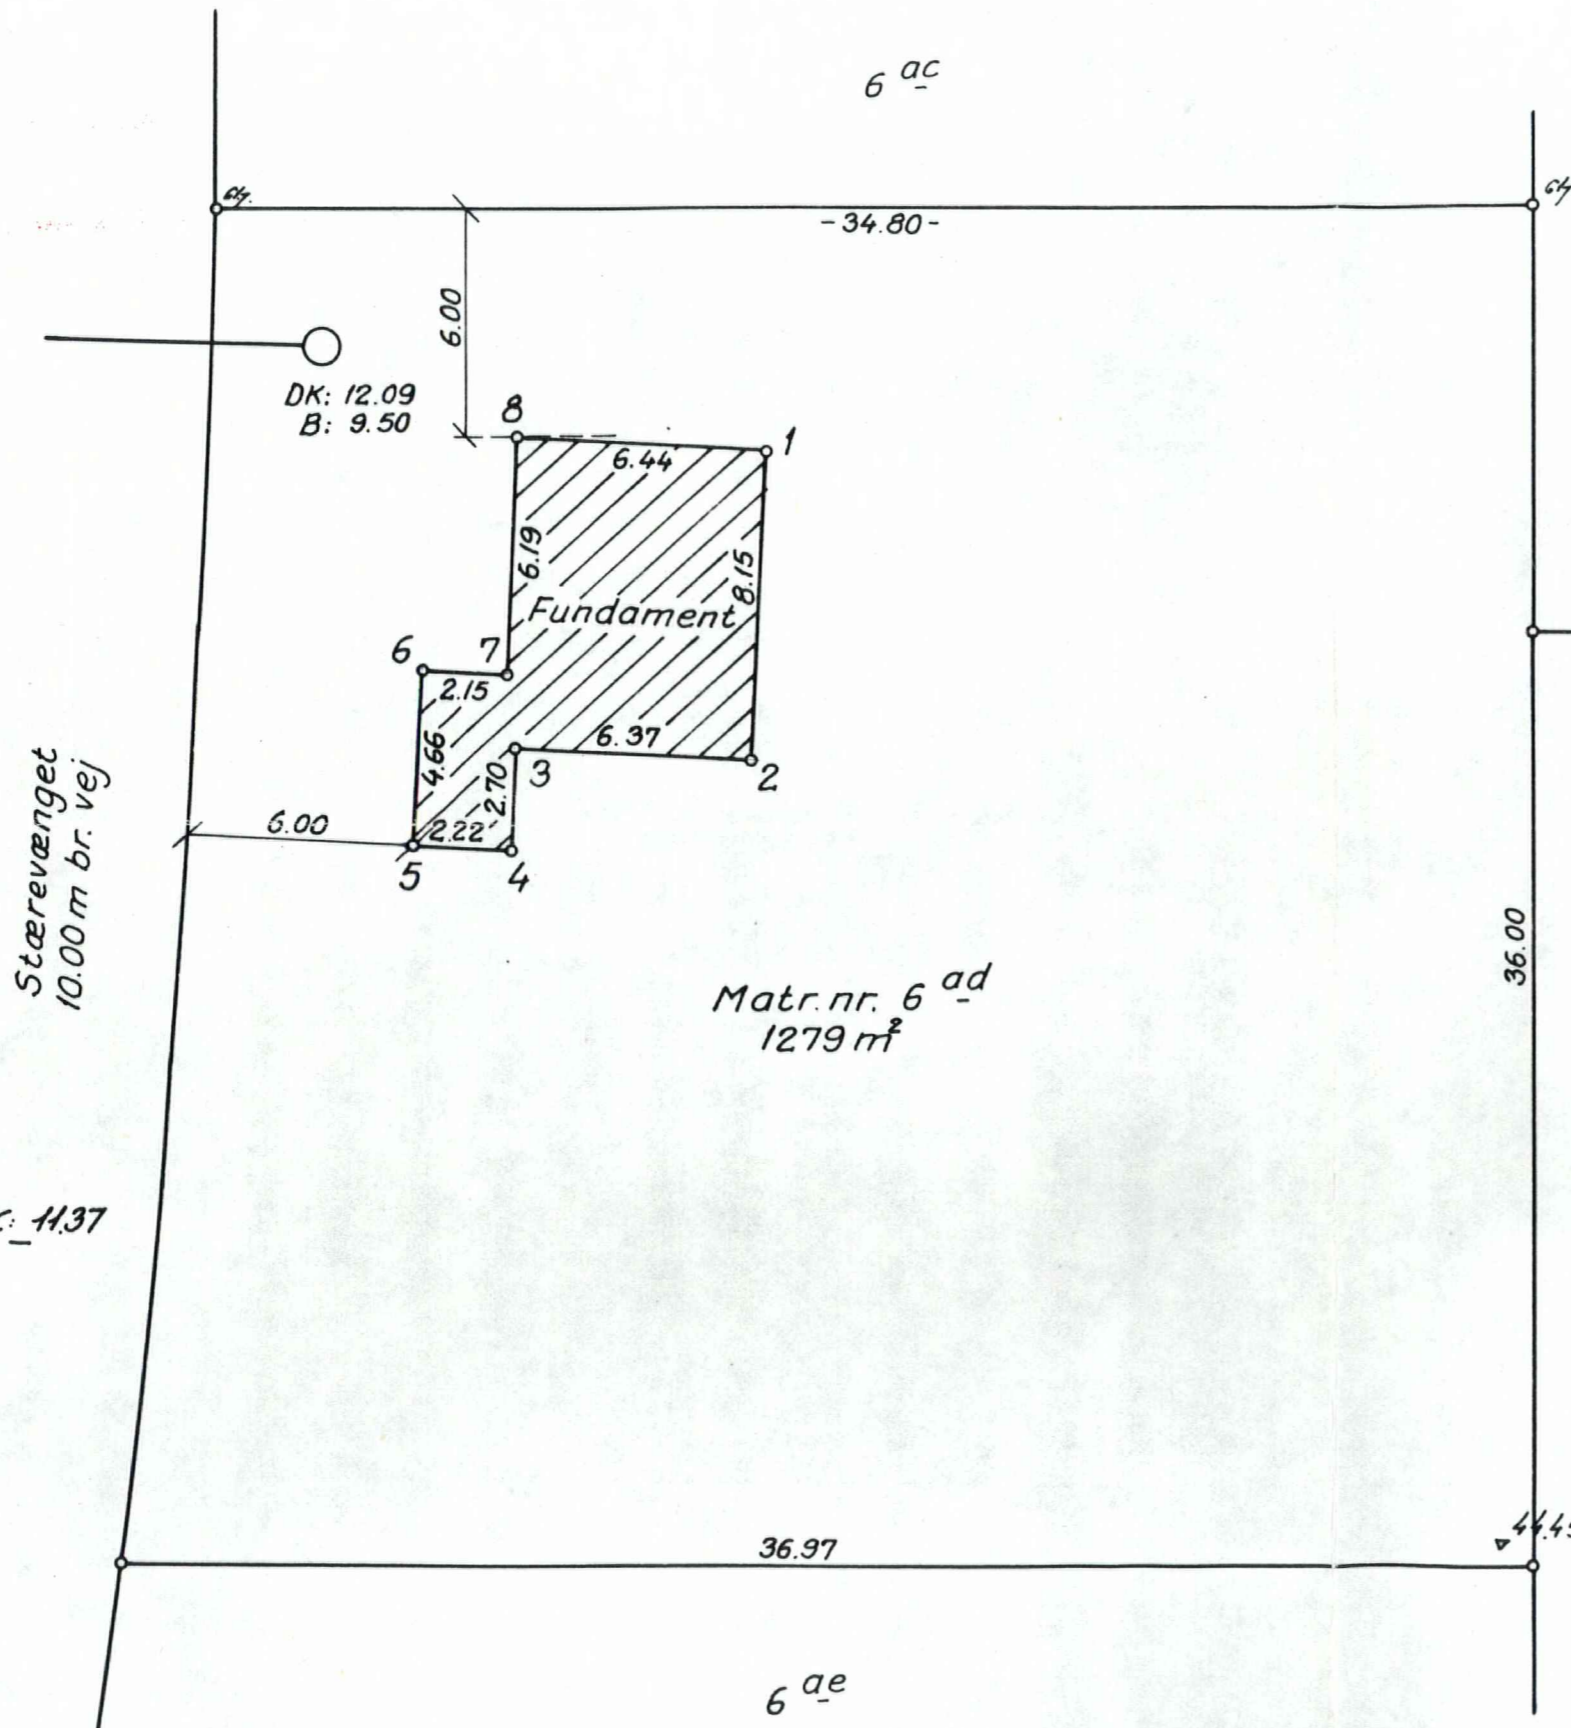 6 ac
-34.80-
6.00
DK: 12.09
B: 9.50
8
1
6.44
6.19
8.15
Fundament
6
7
2.15
6.37
4.66
2.70
3
2
6.00
2.22
5
4
Stærevænget
10.00 m br. vej
36.00
Matr. nr. 6 ad
1279 m²
11.37
36.97
6 ae